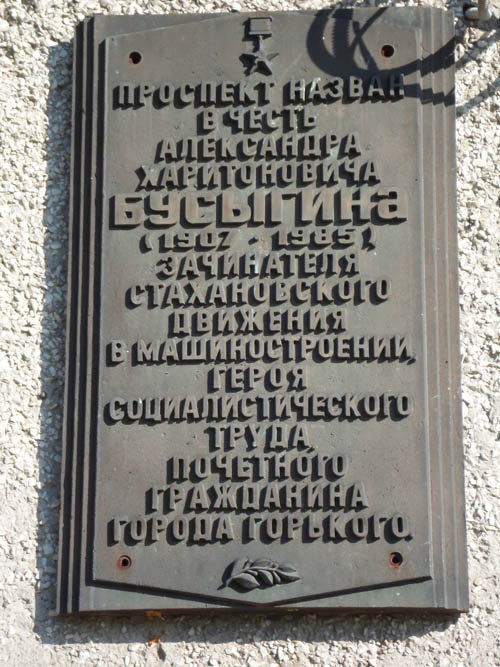 ПРОСПЕКТ НАЗВАН
В ЧЕСТЬ
АЛЕКСАНДРА
ХАРИТОНОВИЧА
БУСЫГИНА
(1907 - 1985),
ЗАЧИНАТЕЛЯ
СТАХАНОВСКОГО
ДВИЖЕНИЯ
В МАШИНОСТРОЕНИИ,
ГЕРОЯ
СОЦИАЛИСТИЧЕСКОГО
ТРУДА,
ПОЧЕТНОГО
ГРАЖДАНИНА
ГОРОДА ГОРЬКОГО.